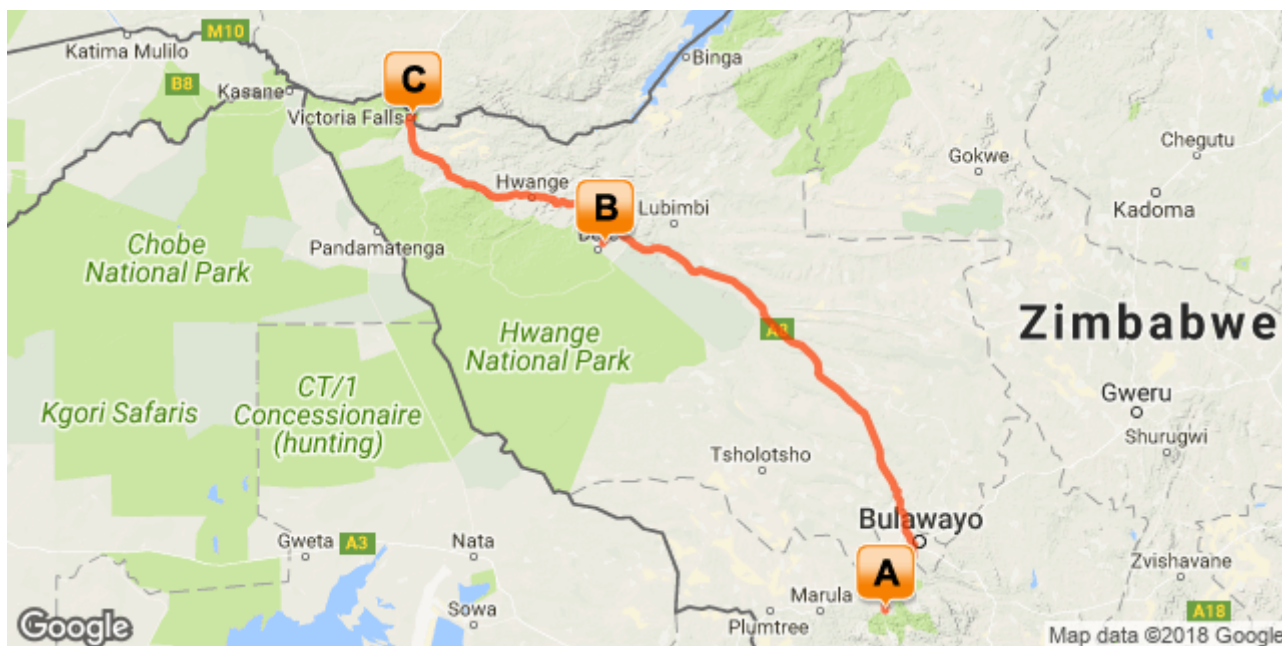 M10
Katima Mulilo
Binga
C
B8
Kasane
Victoria Falls
Chegutu
Gokwe
Hwange
B
Lubimbi
Kadoma
Chobe
National Park
Pandamatenga
Hwange
National Park
Zimbabwe
CT/1
Concessionaire
(hunting)
Kgori Safaris
Gweru
Shurugwi
Tsholotsho
Bulawayo
Gweta
A3
Nata
A
Zvishavane
Sowa
Marula
Plumtree
A18
Google
Map data ©2018 Google